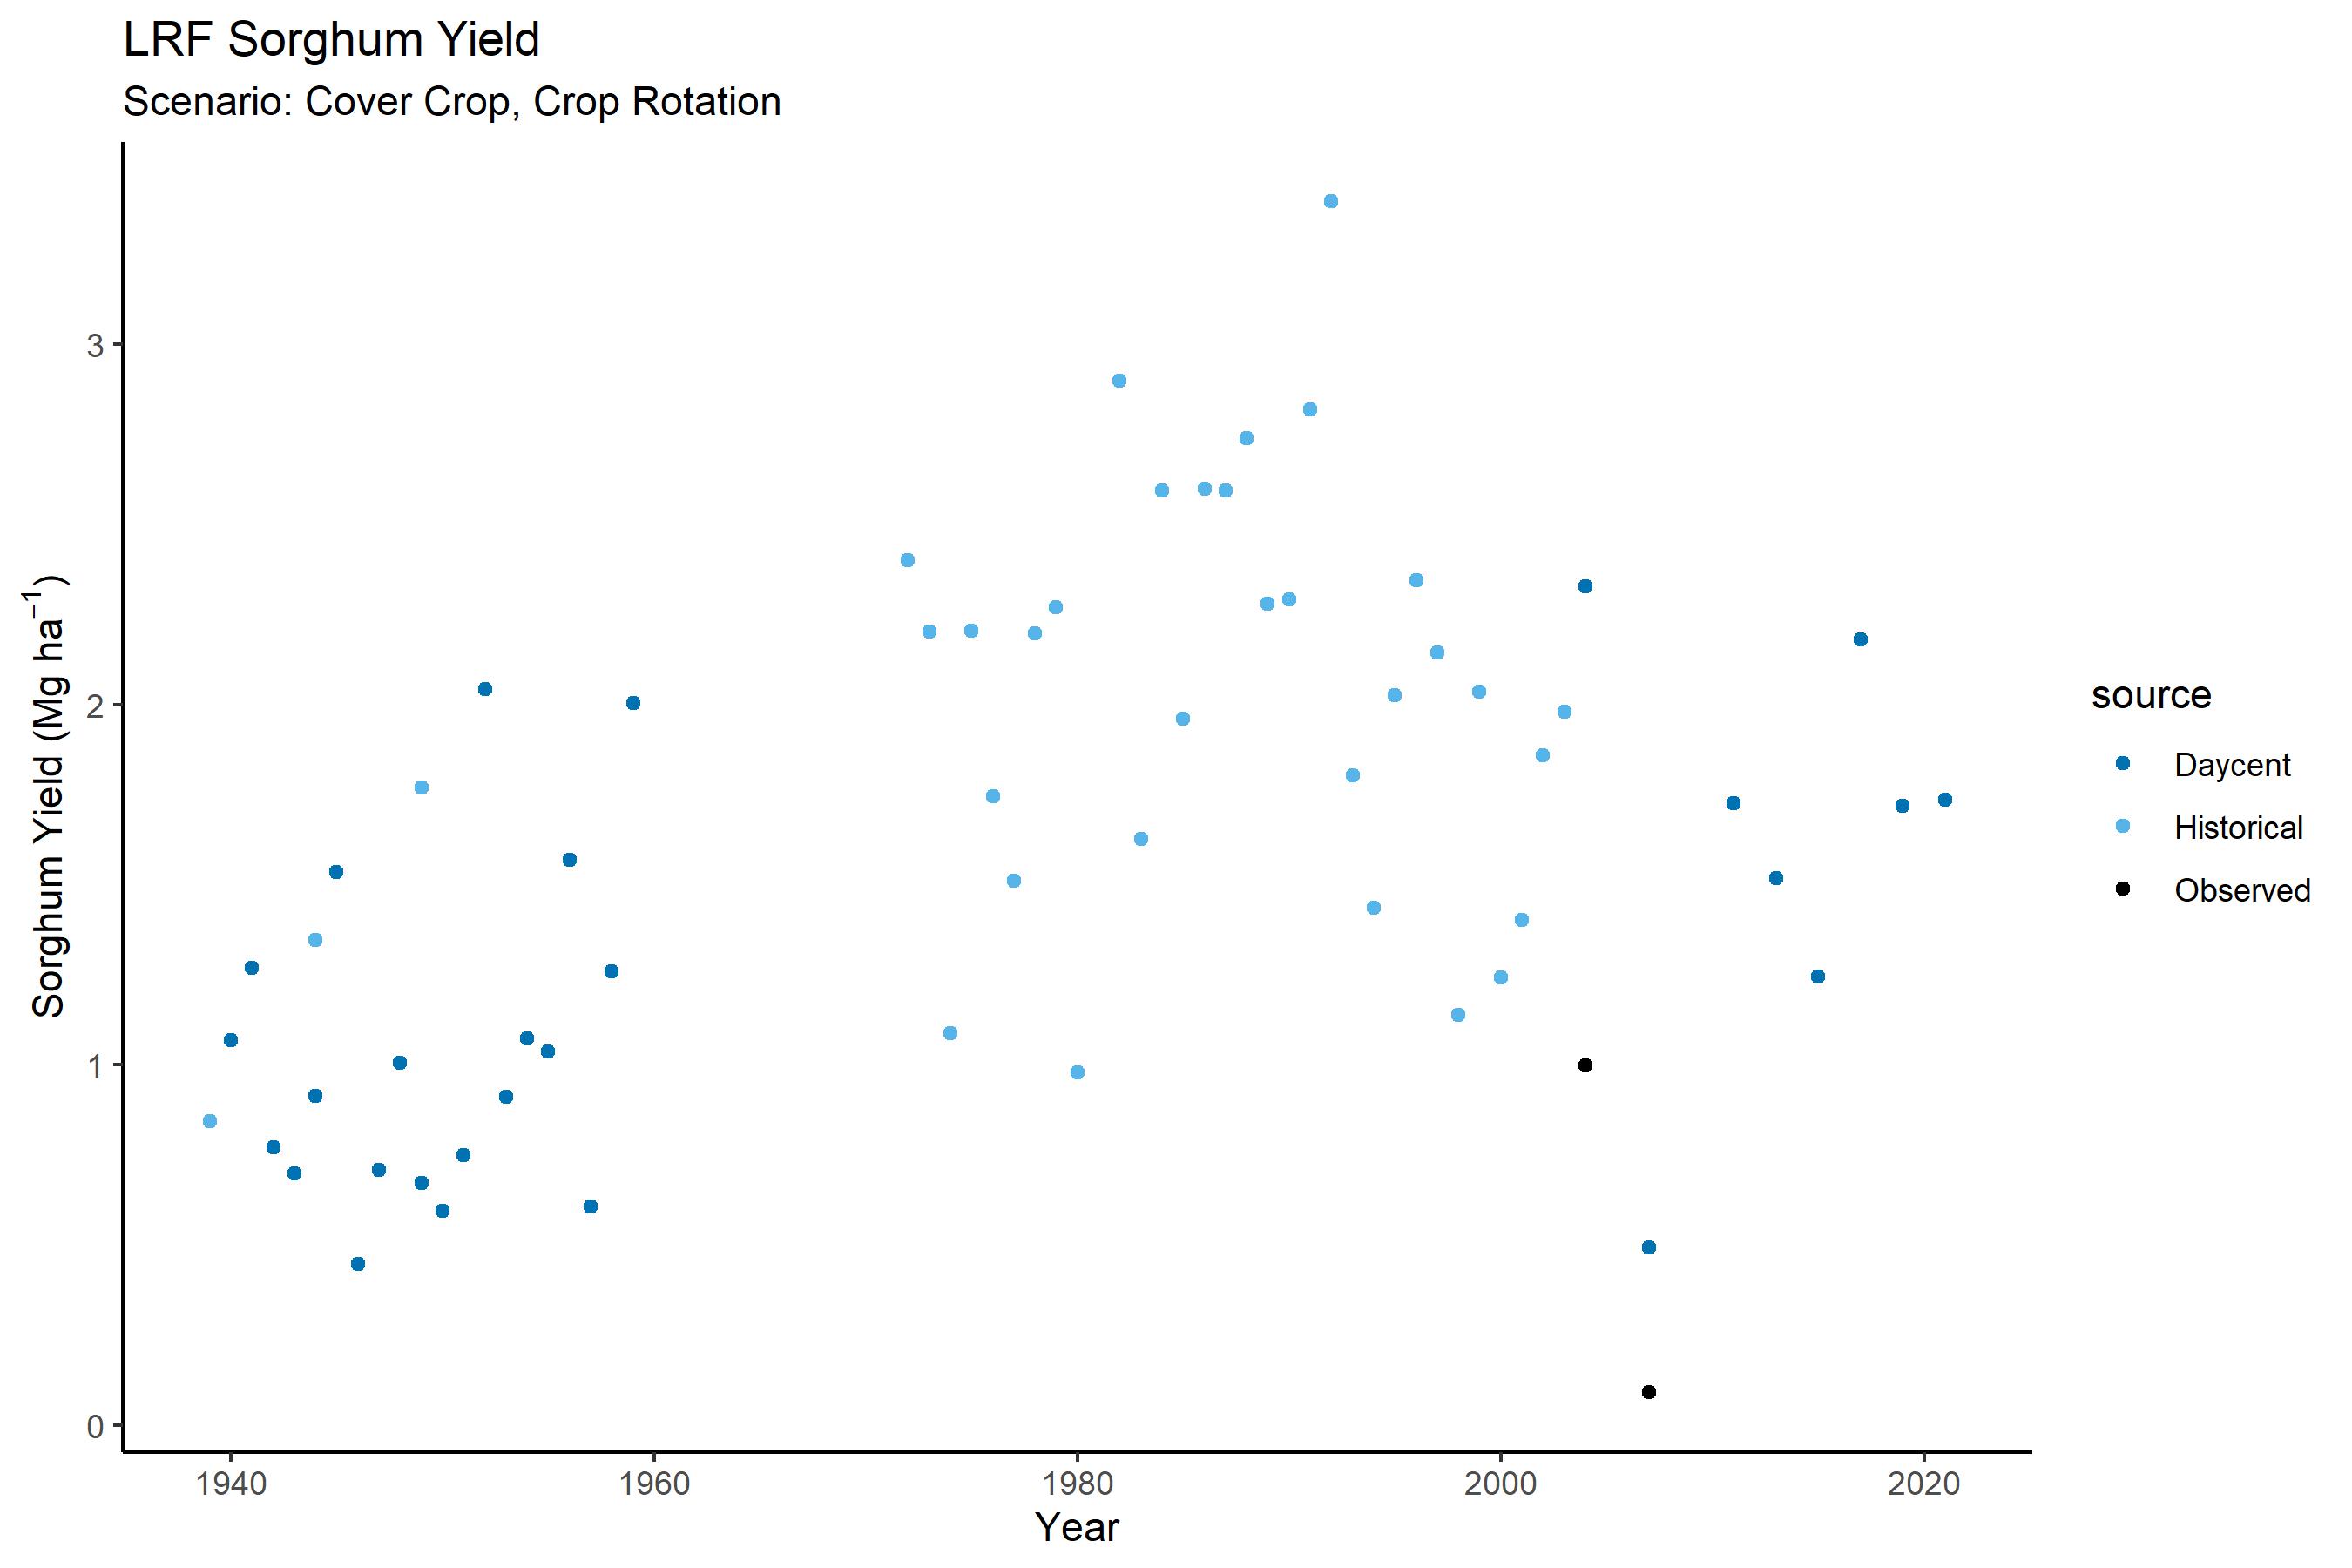 LRF Sorghum Yield
Scenario: Cover Crop, Crop Rotation
Sorghum Yield (Mg ha⁻¹)
3
2
1
0
1940 1960 1980 2000 2020
Year
source
Daycent
Historical
Observed